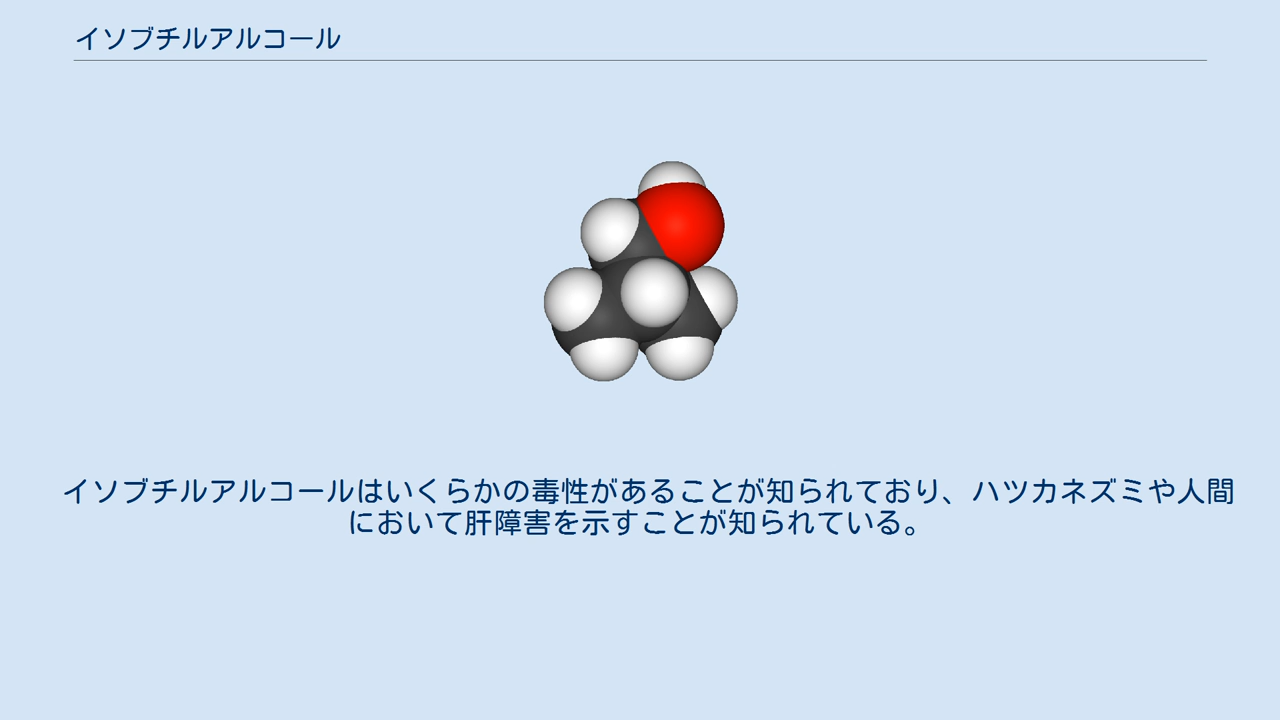 イソブチルアルコール
イソブチルアルコールはいくらかの毒性があることが知られており、ハツカネズミや人間
において肝障害を示すことが知られている。